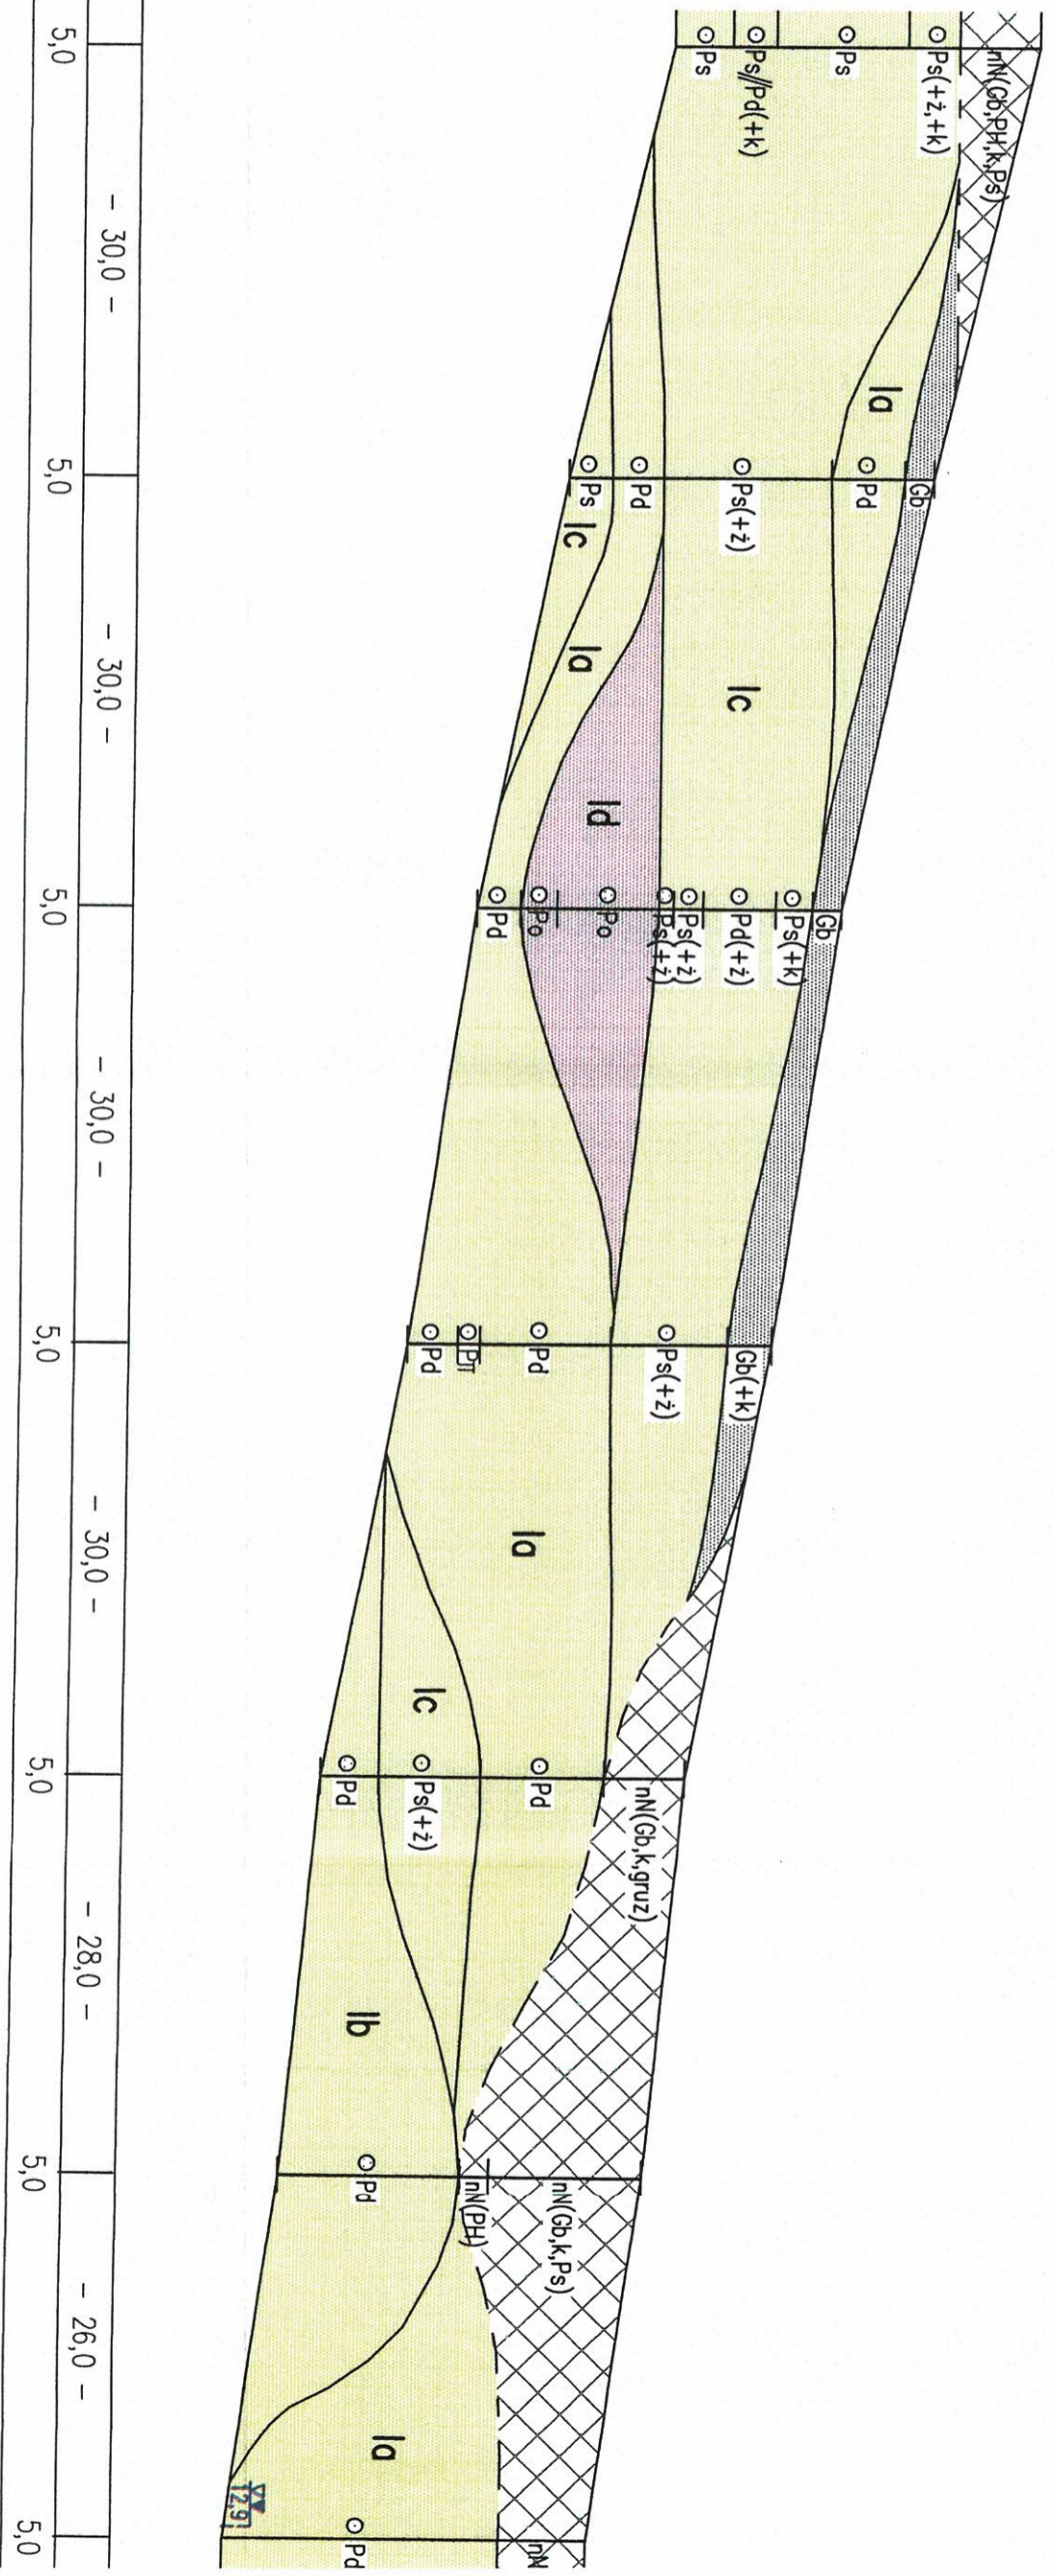 nN(Gb,PH,k,Ps)
Ps(+ż,+k)
Ps
Ps//Pd(+k)
Ps
Ia
Gb
Pd
Ps(+ż)
Pd
Ps
Ic
Ia
Ic
Id
Gb
Ps(+k)
Pd(+ż)
Ps(+ż)
Ps(+ż)
Po
Po
Pd
Gb(+k)
Ps(+ż)
Pd
Pπ
Pd
Ia
Ic
nN(Gb,k,gruz)
Pd
Ps(+ż)
Pd
Ib
nN(Gb,k,Ps)
nN(PH)
Pd
Ia
nN
Pd
12,9
- 30,0 -
- 30,0 -
- 30,0 -
- 30,0 -
- 28,0 -
- 26,0 -
5,0
5,0
5,0
5,0
5,0
5,0
5,0